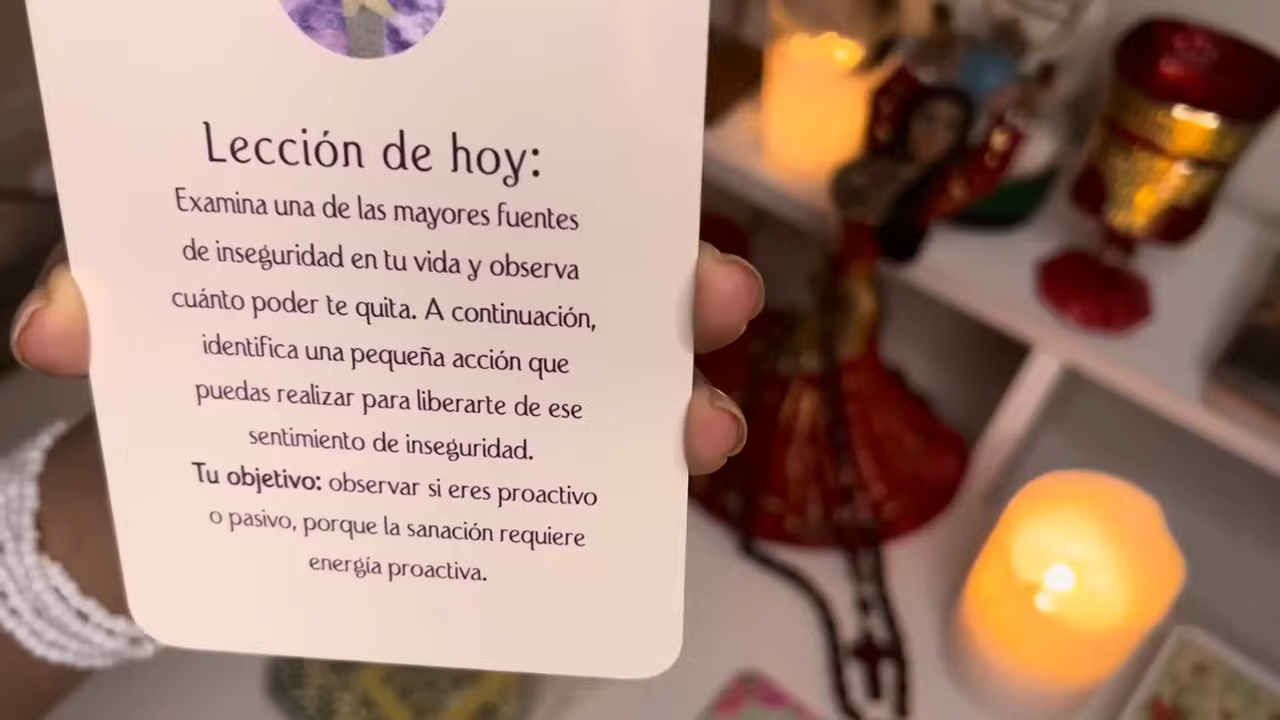 Lección de hoy:
Examina una de las mayores fuentes
de inseguridad en tu vida y observa
cuánto poder te quita. A continuación,
identifica una pequeña acción que
puedas realizar para liberarte de ese
sentimiento de inseguridad.
Tu objetivo: observar si eres proactivo
o pasivo, porque la sanación requiere
energía proactiva.